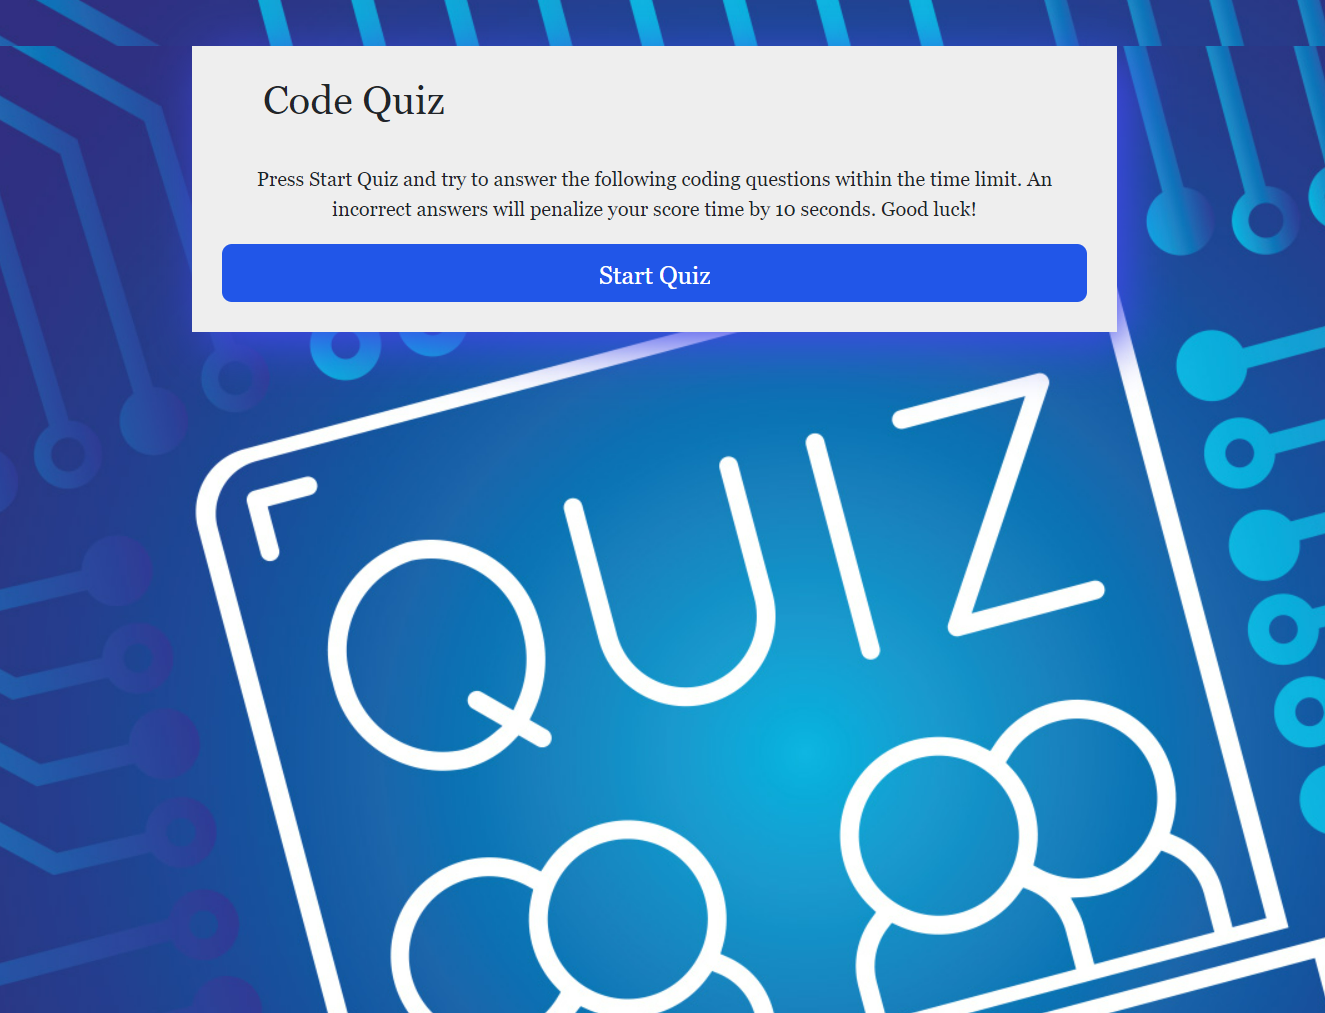 Code Quiz
Press Start Quiz and try to answer the following coding questions within the time limit. An
incorrect answers will penalize your score time by 10 seconds. Good luck!
Start Quiz
QUIZ